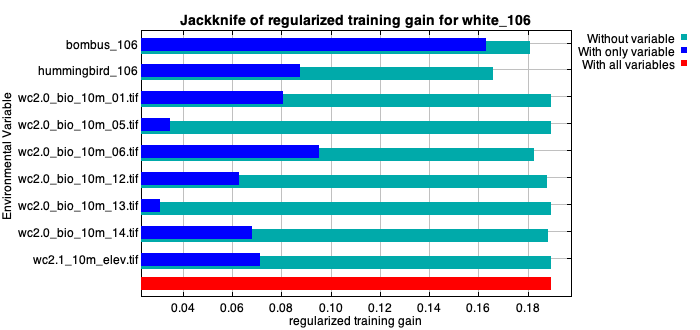 Jackknife of regularized training gain for white_106
Without variable
With only variable
With all variables
Environmental Variable
bombus_106
hummingbird_106
wc2.0_bio_10m_01.tif
wc2.0_bio_10m_05.tif
wc2.0_bio_10m_06.tif
wc2.0_bio_10m_12.tif
wc2.0_bio_10m_13.tif
wc2.0_bio_10m_14.tif
wc2.1_10m_elev.tif
0.04 0.06 0.08 0.10 0.12 0.14 0.16 0.18
regularized training gain